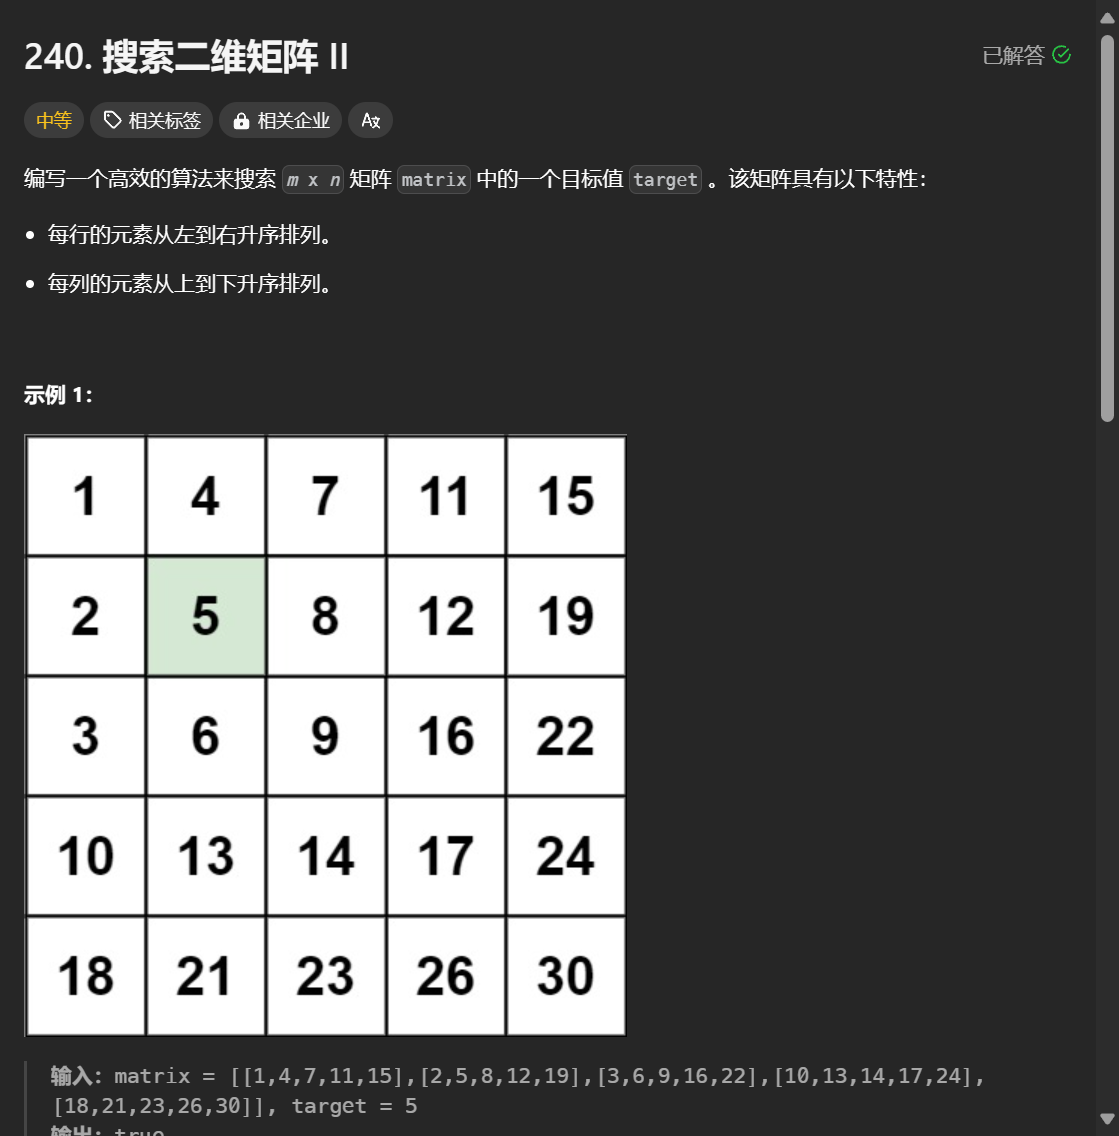 240. 搜索二维矩阵 II
已解答
中等
相关标签
相关企业
编写一个高效的算法来搜索 m x n 矩阵 matrix 中的一个目标值 target 。该矩阵具有以下特性：
每行的元素从左到右升序排列。
每列的元素从上到下升序排列。
示例 1：
1 4 7 11 15
2 5 8 12 19
3 6 9 16 22
10 13 14 17 24
18 21 23 26 30
输入：matrix = [[1,4,7,11,15],[2,5,8,12,19],[3,6,9,16,22],[10,13,14,17,24],
[18,21,23,26,30]], target = 5
输出：true